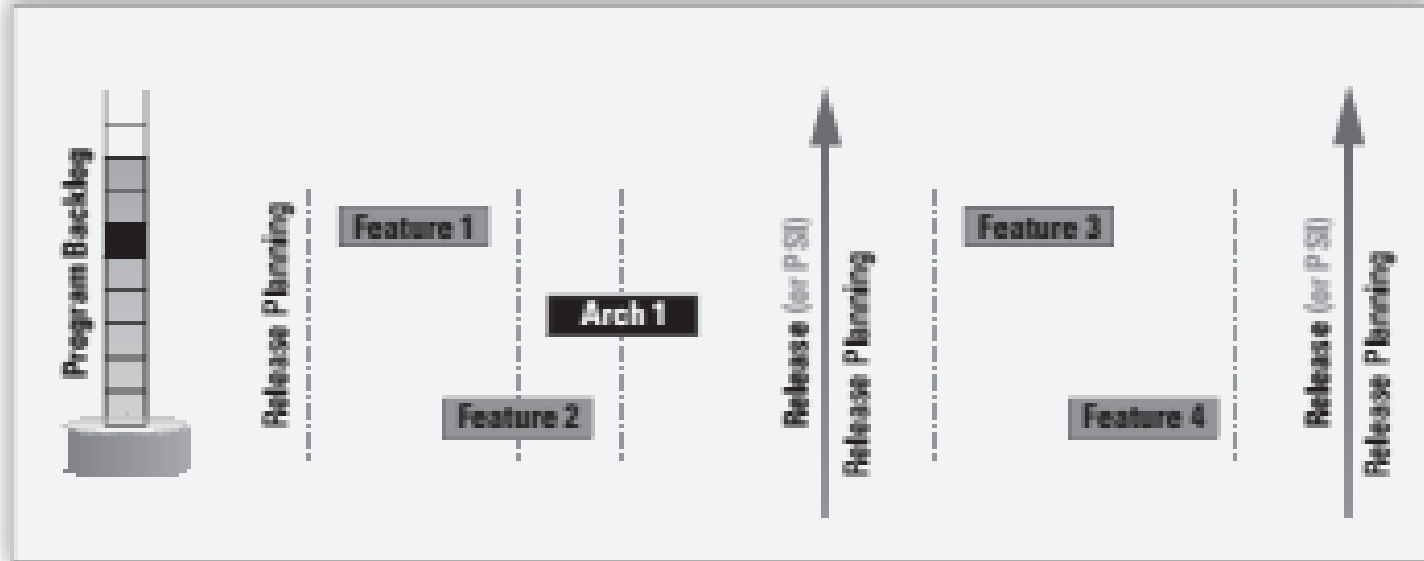 Program Backlog
Release Planning
Feature 1
Feature 2
Arch 1
Release (or PSI)
Release Planning
Feature 3
Feature 4
Release (or PSI)
Release Planning